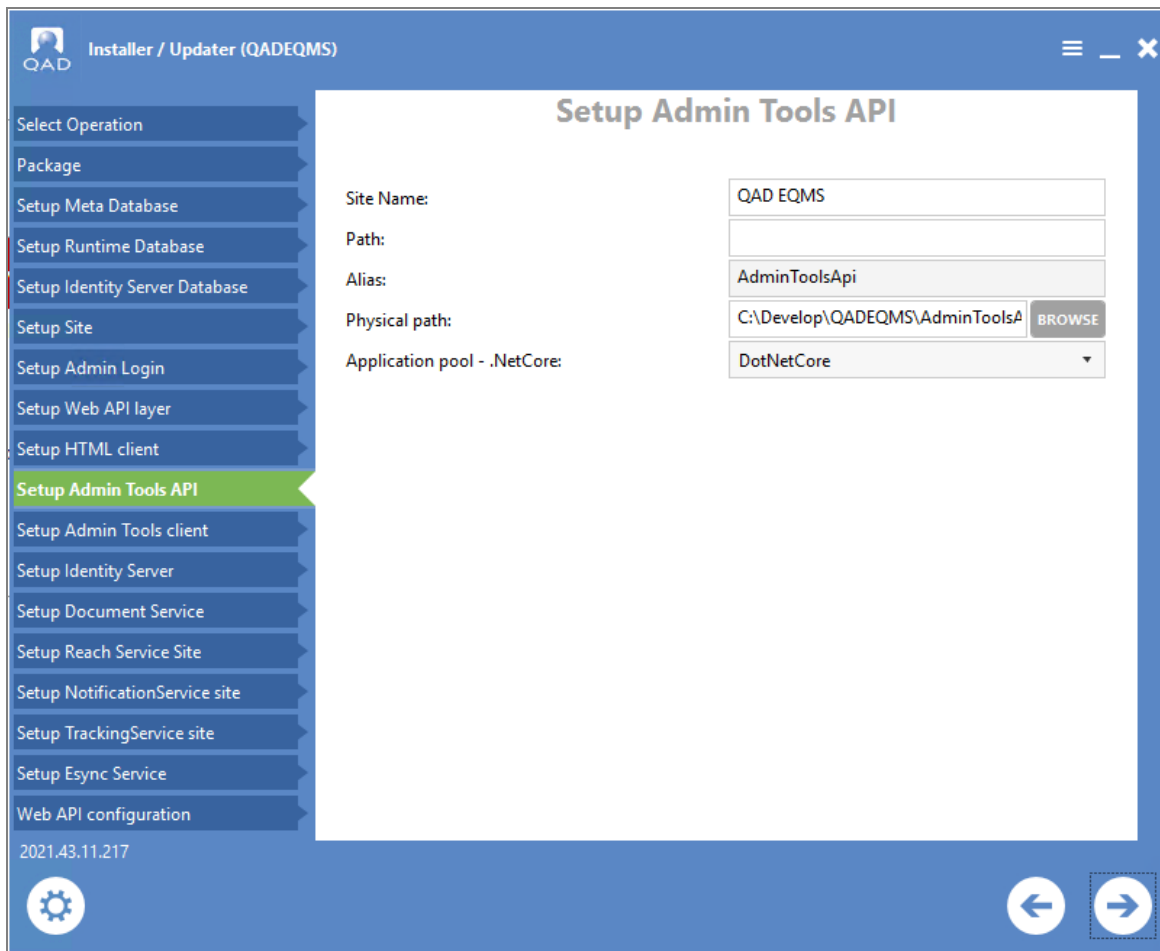 QAD
Installer / Updater (QADEQMS)
Select Operation
Package
Setup Meta Database
Setup Runtime Database
Setup Identity Server Database
Setup Site
Setup Admin Login
Setup Web API layer
Setup HTML client
Setup Admin Tools API
Setup Admin Tools client
Setup Identity Server
Setup Document Service
Setup Reach Service Site
Setup NotificationService site
Setup TrackingService site
Setup Esync Service
Web API configuration
2021.43.11.217
Setup Admin Tools API
Site Name: QAD EQMS
Path:
Alias: AdminToolsApi
Physical path: C:\Develop\QADEQMS\AdminToolsA BROWSE
Application pool - .NetCore: DotNetCore